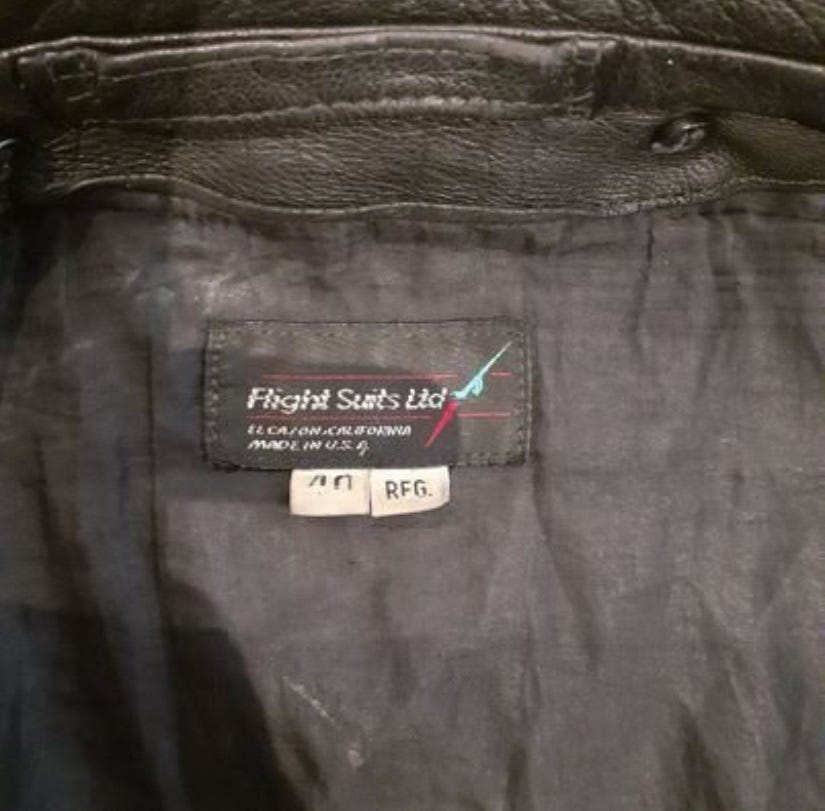 Flight Suits Ltd
EL CAJON, CALIFORNIA
MADE IN U.S.A.
REG.